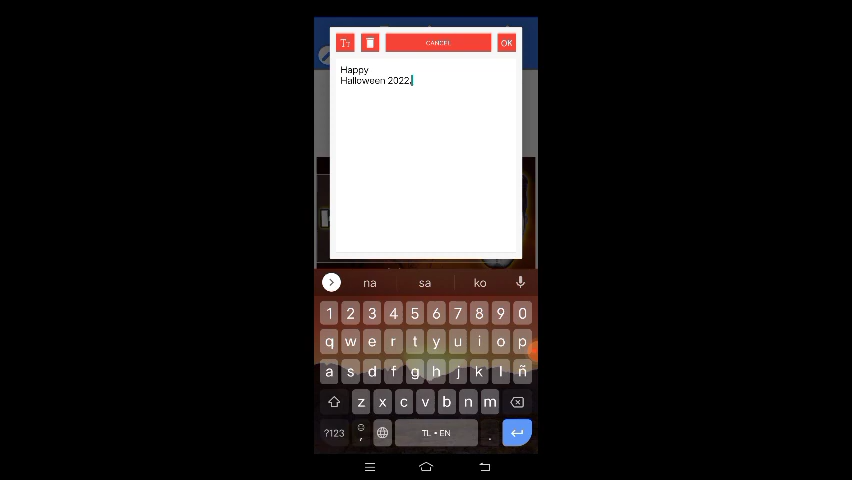 Tт
CANCEL
OK
Happy
Halloween 2022.
na
sa
ko
1 2 3 4 5 6 7 8 9 0
q w e r t y u i o p
a s d f g h j k l ñ
z x c v b n m
?123
,
TL • EN
.